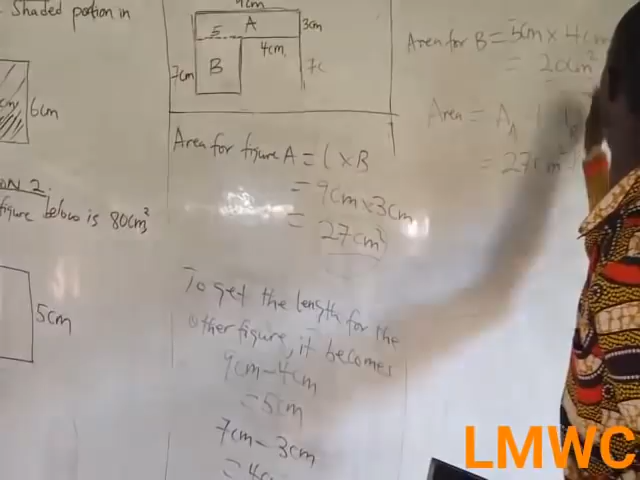 Shaded portion in
6cm
ON 2.
figure below is 80cm²
5cm
9cm
A
3cm
5
4cm
7cm
B
Area for figure A = L × B
= 9cm × 3cm
= 27cm²
To get the length for the
other figure, it becomes
9cm - 4cm
= 5cm
7cm - 3cm
Area for B = 5cm × 4cm
= 20cm²
Area = A
= 27cm²
LMWC